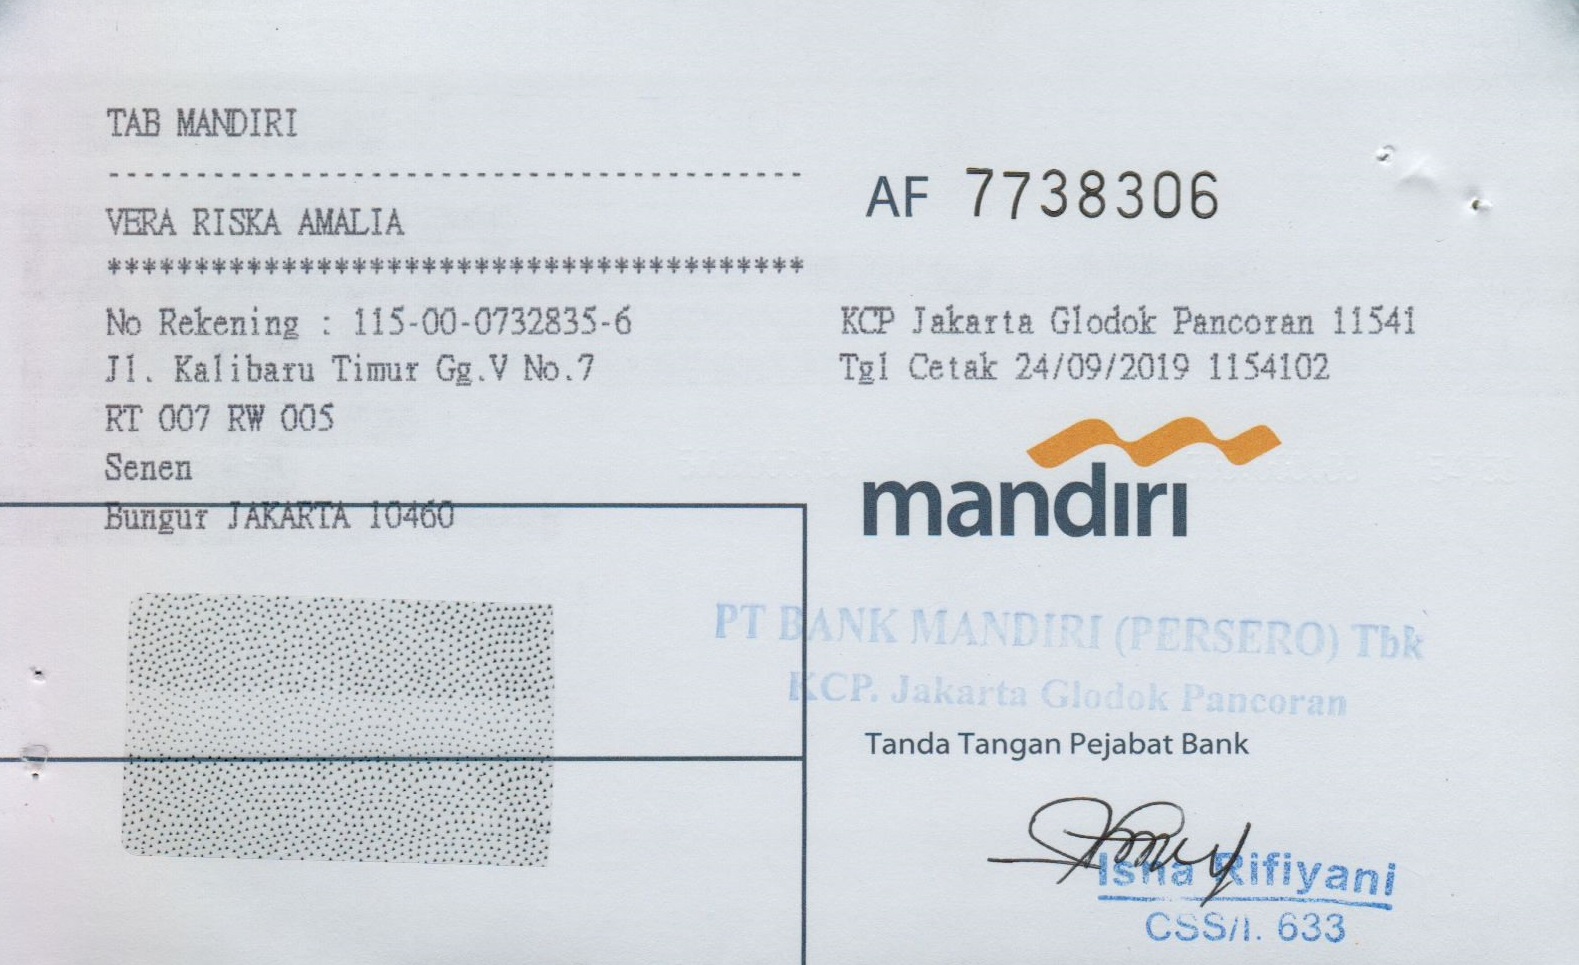 TAB MANDIRI
----------------------------------------
VERA RISKA AMALIA
****************************************
No Rekening : 115-00-0732835-6
Jl. Kalibaru Timur Gg.V No.7
RT 007 RW 005
Senen
Bungur JAKARTA 10460
AF 7738306
KCP Jakarta Glodok Pancoran 11541
Tgl Cetak 24/09/2019 1154102
mandiri
PT BANK MANDIRI (PERSERO) Tbk
KCP. Jakarta Glodok Pancoran
Tanda Tangan Pejabat Bank
Isna Rifiyani
CSS/I. 633